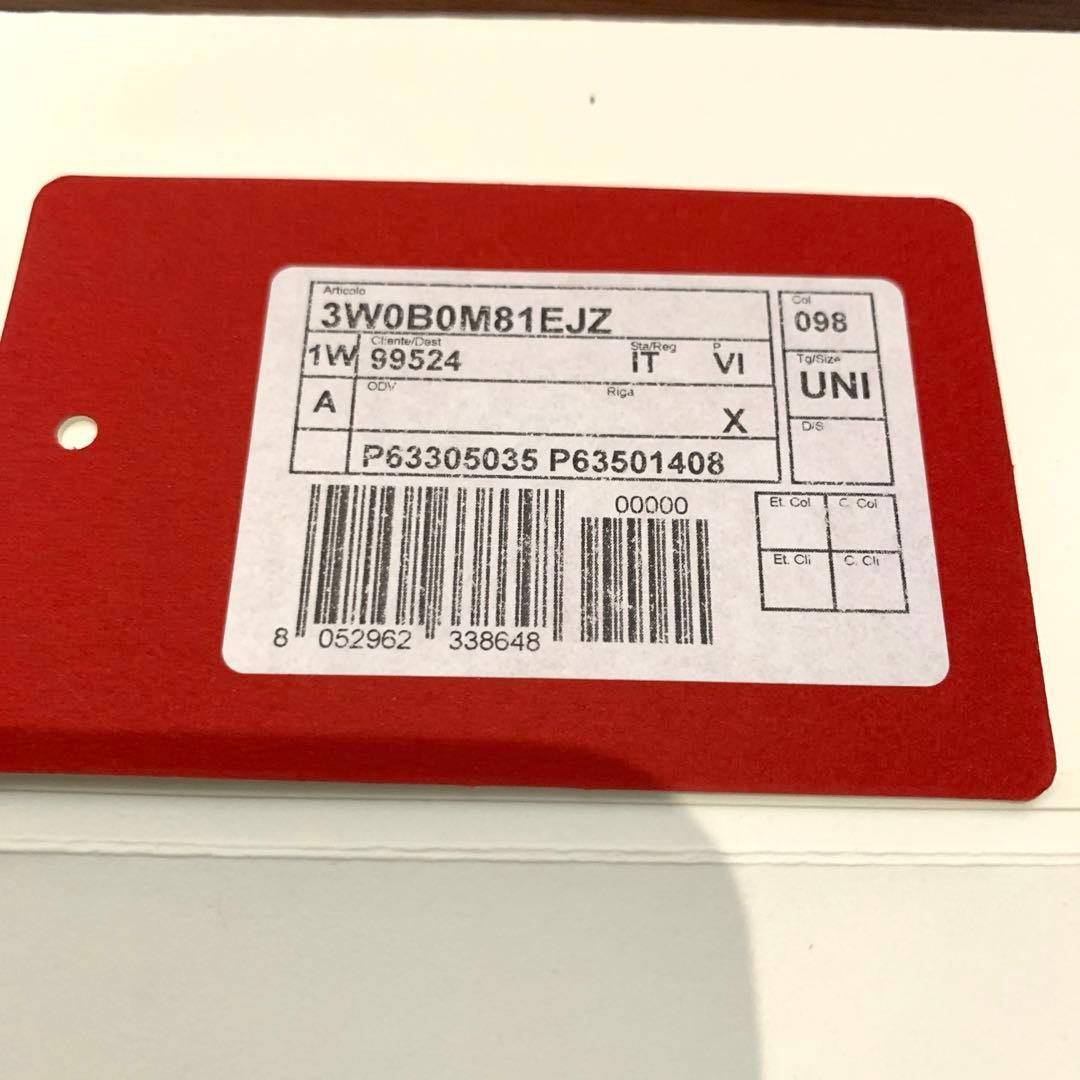 Articolo
3W0B0M81EJZ
Col
098
1W
Cliente/Dest
99524
Sta/Reg
IT
P
VI
Tg/Size
UNI
A
ODV
Riga
X
D/S
P63305035 P63501408
00000
Et. Col
C. Col
Et. Cli
C. Cli
8 052962 338648